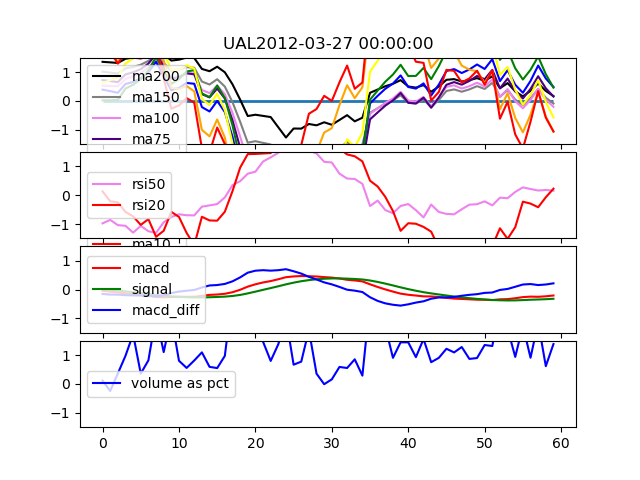 UAL2012-03-27 00:00:00
1
0
−1
ma200
ma150
ma100
ma75
1
0
−1
rsi50
rsi20
ma10
1
0
−1
macd
signal
macd_diff
1
0
−1
volume as pct
0 10 20 30 40 50 60